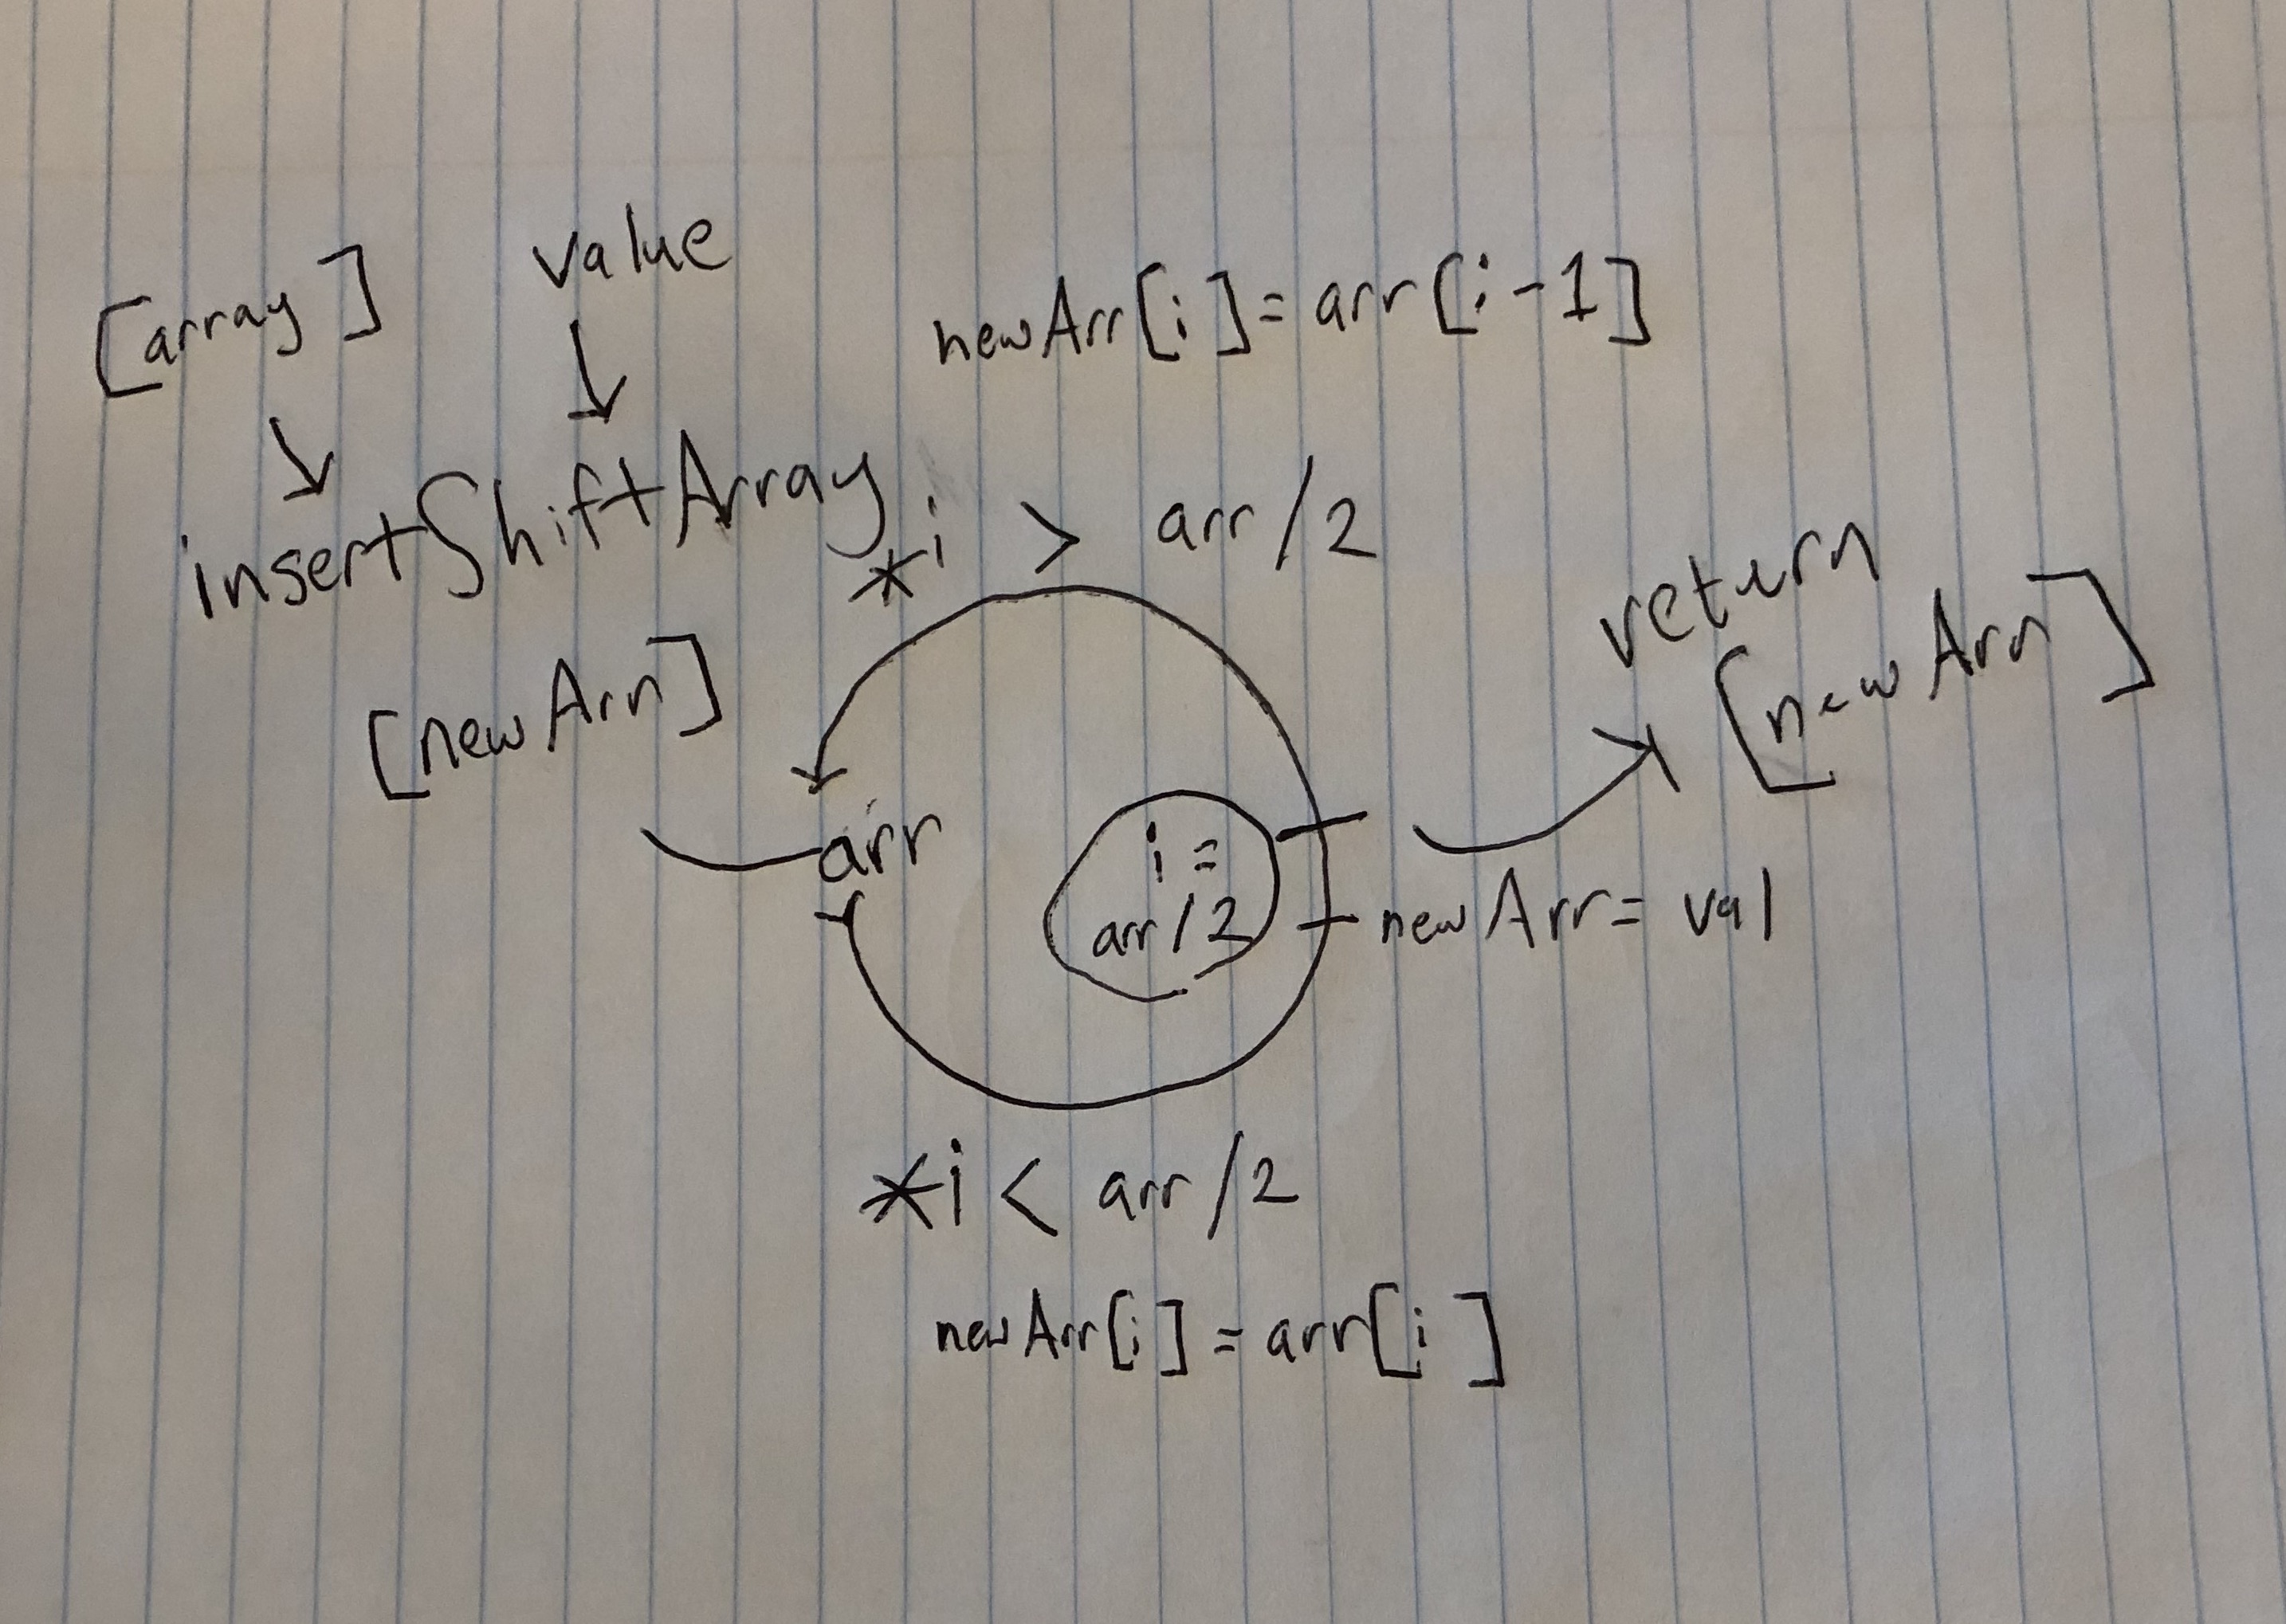 [array]
value
newArr[i]=arr[i-1]
insertShiftArray
*i > arr/2
[newArr]
return
[newArr]
arr
i=
arr/2
newArr= val
*i < arr/2
newArr[i]=arr[i]